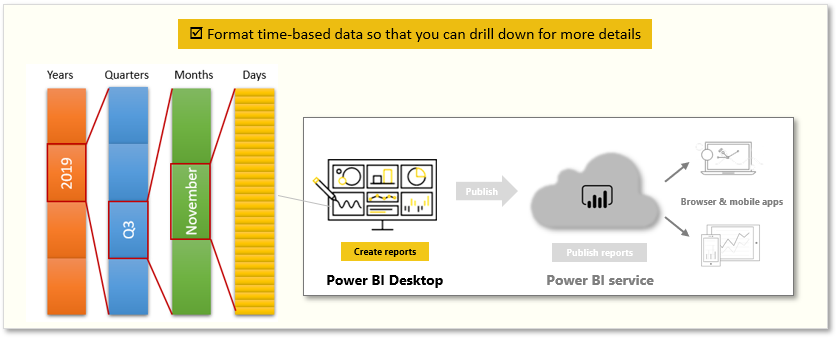 Format time-based data so that you can drill down for more details
Years Quarters Months Days
2019
Q3
November
Publish
Browser & mobile apps
Create reports
Publish reports
Power BI Desktop
Power BI service